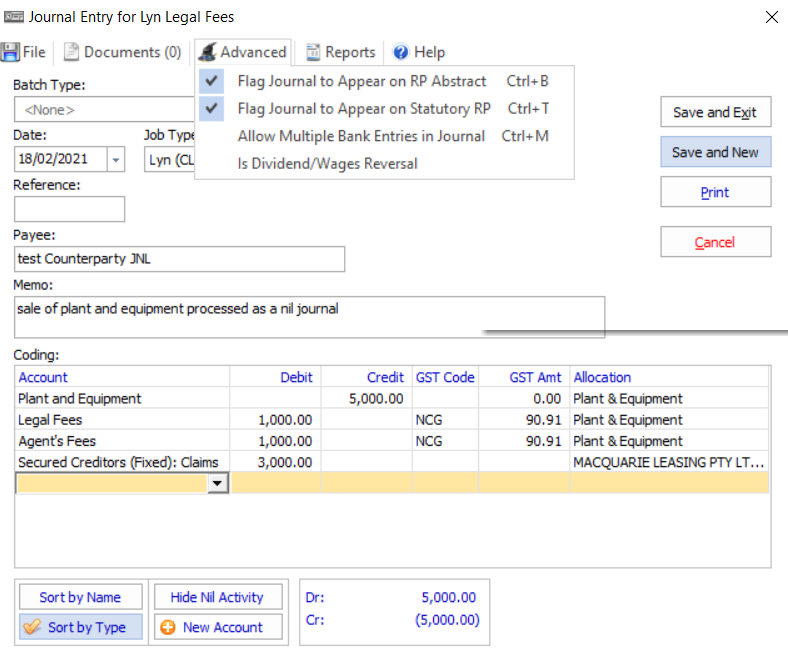 Journal Entry for Lyn Legal Fees
File Documents (0) Advanced Reports Help
Flag Journal to Appear on RP Abstract Ctrl+B
Flag Journal to Appear on Statutory RP Ctrl+T
Allow Multiple Bank Entries in Journal Ctrl+M
Is Dividend/Wages Reversal
Batch Type:
<None>
Date: Job Type
18/02/2021 Lyn (CL
Reference:
Payee:
test Counterparty JNL
Memo:
sale of plant and equipment processed as a nil journal
Save and Exit
Save and New
Print
Cancel
Coding:
Account Debit Credit GST Code GST Amt Allocation
Plant and Equipment 5,000.00 0.00 Plant & Equipment
Legal Fees 1,000.00 NCG 90.91 Plant & Equipment
Agent's Fees 1,000.00 NCG 90.91 Plant & Equipment
Secured Creditors (Fixed): Claims 3,000.00 MACQUARIE LEASING PTY LT...
Sort by Name Hide Nil Activity Dr: 5,000.00
Sort by Type New Account Cr: (5,000.00)